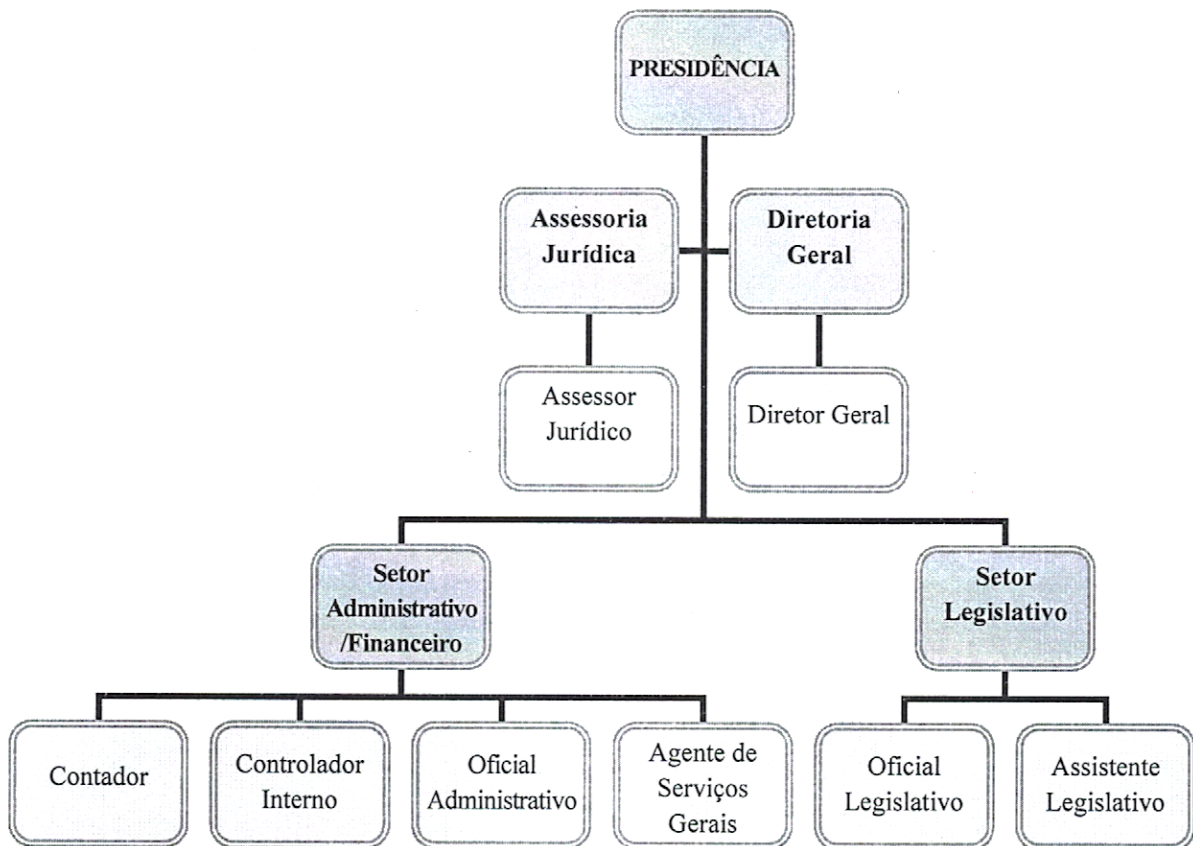 PRESIDÊNCIA
Assessoria
Jurídica
Diretoria
Geral
Assessor
Jurídico
Diretor Geral
Setor
Administrativo
/Financeiro
Setor
Legislativo
Contador
Controlador
Interno
Oficial
Administrativo
Agente de
Serviços
Gerais
Oficial
Legislativo
Assistente
Legislativo